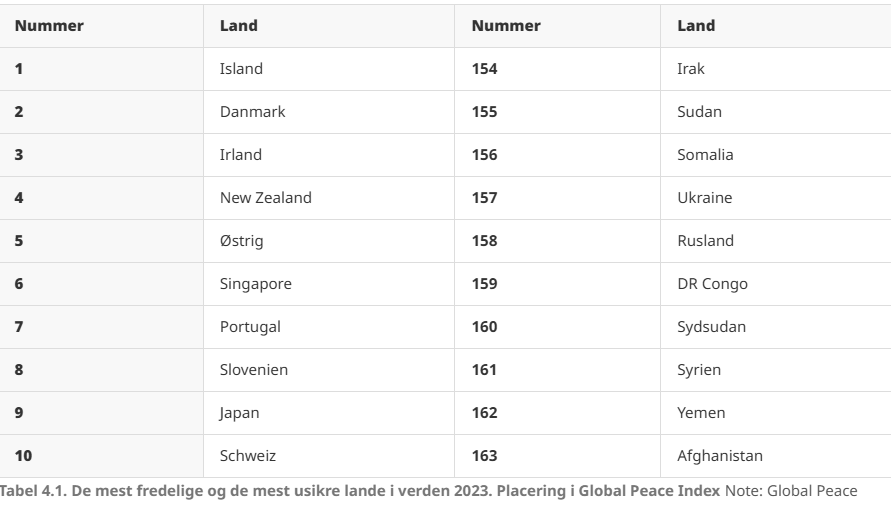 Nummer Land Nummer Land
1 Island 154 Irak
2 Danmark 155 Sudan
3 Irland 156 Somalia
4 New Zealand 157 Ukraine
5 Østrig 158 Rusland
6 Singapore 159 DR Congo
7 Portugal 160 Sydsudan
8 Slovenien 161 Syrien
9 Japan 162 Yemen
10 Schweiz 163 Afghanistan
Tabel 4.1. De mest fredelige og de mest usikre lande i verden 2023. Placering i Global Peace Index Note: Global Peace